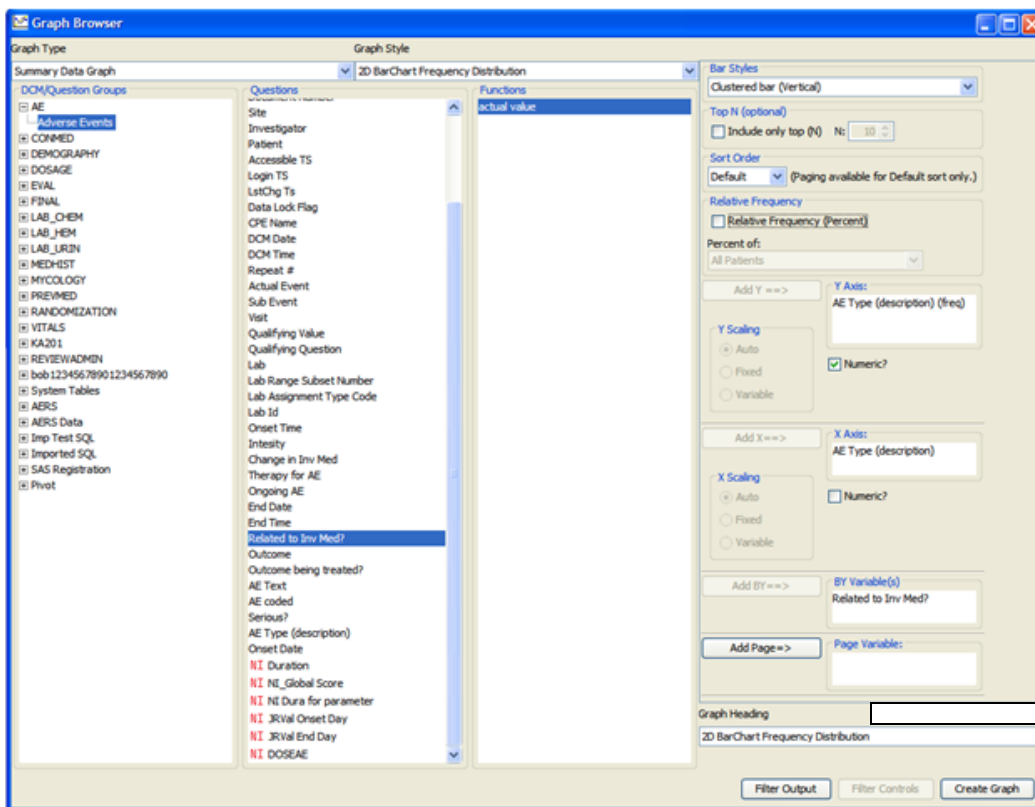 Graph Browser
Graph Type
Graph Style
Summary Data Graph
2D BarChart Frequency Distribution
DCM/Question Groups
AE
Adverse Events
CONMED
DEMOGRAPHY
DOSAGE
EVAL
FINAL
LAB_CHEM
LAB_HEM
LAB_URIN
MEDHIST
MYCOLOGY
PREVMED
RANDOMIZATION
VITALS
KA201
REVIEWADMIN
bob12345678901234567890
System Tables
AERS
AERS Data
Imp Test SQL
Imported SQL
SAS Registration
Pivot
Questions
Document Number
Site
Investigator
Patient
Accessible TS
Login TS
LstChg Ts
Data Lock Flag
CPE Name
DCM Date
DCM Time
Repeat #
Actual Event
Sub Event
Visit
Qualifying Value
Qualifying Question
Lab
Lab Range Subset Number
Lab Assignment Type Code
Lab Id
Onset Time
Intesity
Change in Inv Med
Therapy for AE
Ongoing AE
End Date
End Time
Related to Inv Med?
Outcome
Outcome being treated?
AE Text
AE coded
Serious?
AE Type (description)
Onset Date
NI Duration
NI NI_Global Score
NI NI Dura for parameter
NI JRVal Onset Day
NI JRVal End Day
NI DOSEAE
Functions
actual value
Bar Styles
Clustered bar (Vertical)
Top N (optional)
Include only top (N) N: 10
Sort Order
Default (Paging available for Default sort only.)
Relative Frequency
Relative Frequency (Percent)
Percent of:
All Patients
Add Y ==>
Y Axis:
AE Type (description) (freq)
Y Scaling
Auto
Fixed
Variable
Numeric?
Add X==>
X Axis:
AE Type (description)
X Scaling
Auto
Fixed
Variable
Numeric?
Add BY==>
BY Variable(s)
Related to Inv Med?
Add Page=>
Page Variable:
Graph Heading
2D BarChart Frequency Distribution
Filter Output
Filter Controls
Create Graph